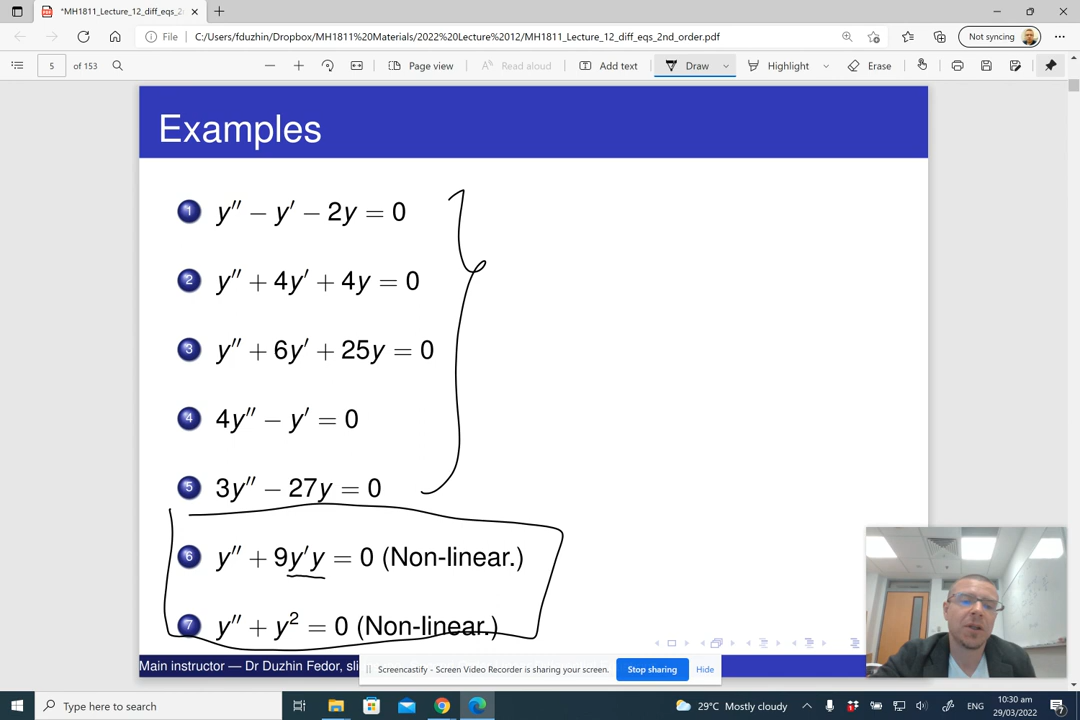 *MH1811_Lecture_12_diff_eqs_2nd_
File C:/Users/fduzhin/Dropbox/MH1811%20Materials/2022%20Lecture%2012/MH1811_Lecture_12_diff_eqs_2nd_order.pdf Not syncing
5 of 153 Page view Read aloud Add text Draw Highlight Erase
Examples
1 y″ − y′ − 2y = 0
2 y″ + 4y′ + 4y = 0
3 y″ + 6y′ + 25y = 0
4 4y″ − y′ = 0
5 3y″ − 27y = 0
6 y″ + 9y′y = 0 (Non-linear.)
7 y″ + y² = 0 (Non-linear.)
Main instructor — Dr Duzhin Fedor,
Screencastify - Screen Video Recorder is sharing your screen. Stop sharing Hide
Type here to search 29°C Mostly cloudy ENG 10:30 am
29/03/2022 7